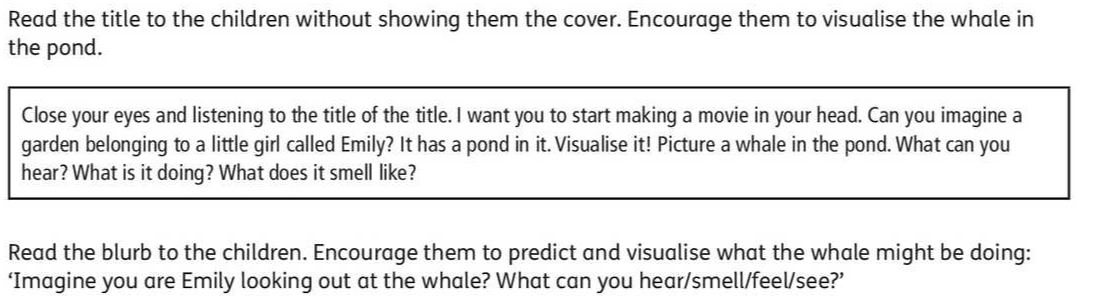 Read the title to the children without showing them the cover. Encourage them to visualise the whale in
the pond.
Close your eyes and listening to the title of the title. I want you to start making a movie in your head. Can you imagine a
garden belonging to a little girl called Emily? It has a pond in it. Visualise it! Picture a whale in the pond. What can you
hear? What is it doing? What does it smell like?
Read the blurb to the children. Encourage them to predict and visualise what the whale might be doing:
‘Imagine you are Emily looking out at the whale? What can you hear/smell/feel/see?’